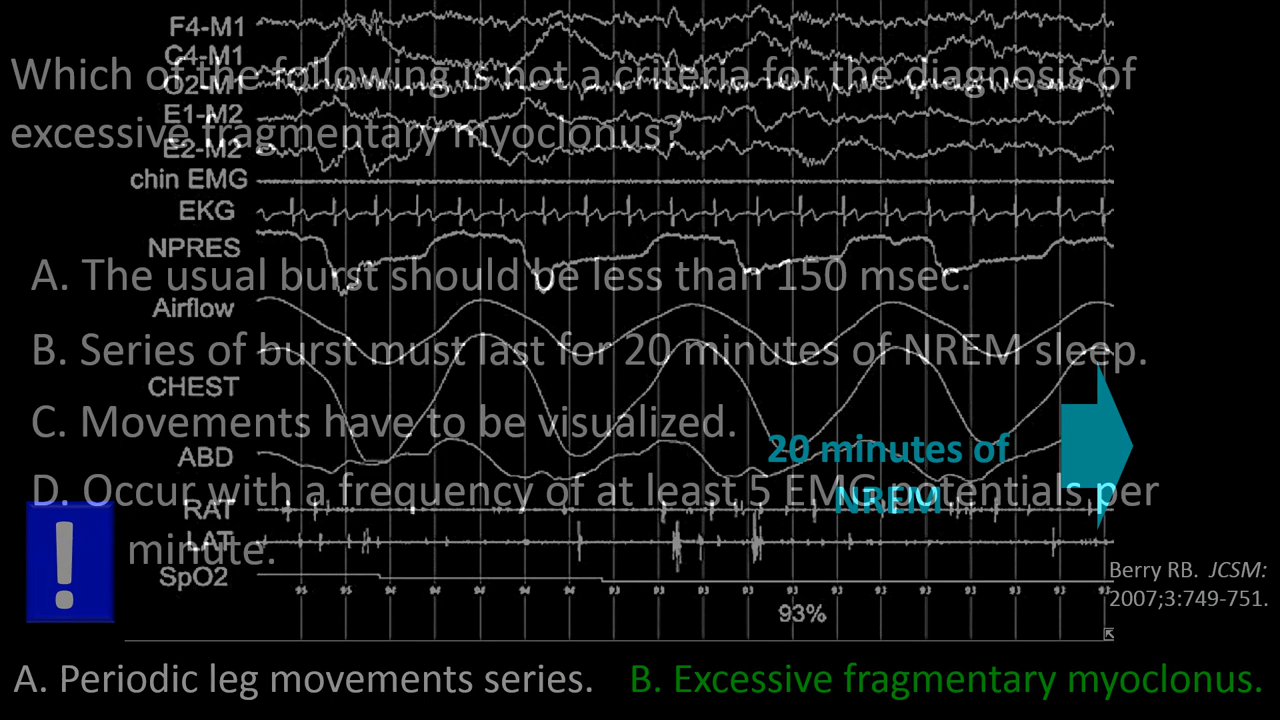 F4-M1
C4-M1
Which of the following is not a criteria for the diagnosis of
O2-M1
E1-M2
excessive fragmentary myoclonus?
E2-M2
chin EMG
EKG
NPRES
A. The usual burst should be less than 150 msec.
Airflow
B. Series of burst must last for 20 minutes of NREM sleep.
CHEST
C. Movements have to be visualized.
20 minutes of
ABD
D. Occur with a frequency of at least 5 EMG potentials per
NREM
RAT
!
LAT
minute.
SpO2
Berry RB. JCSM:
2007;3:749-751.
93%
A. Periodic leg movements series. B. Excessive fragmentary myoclonus.